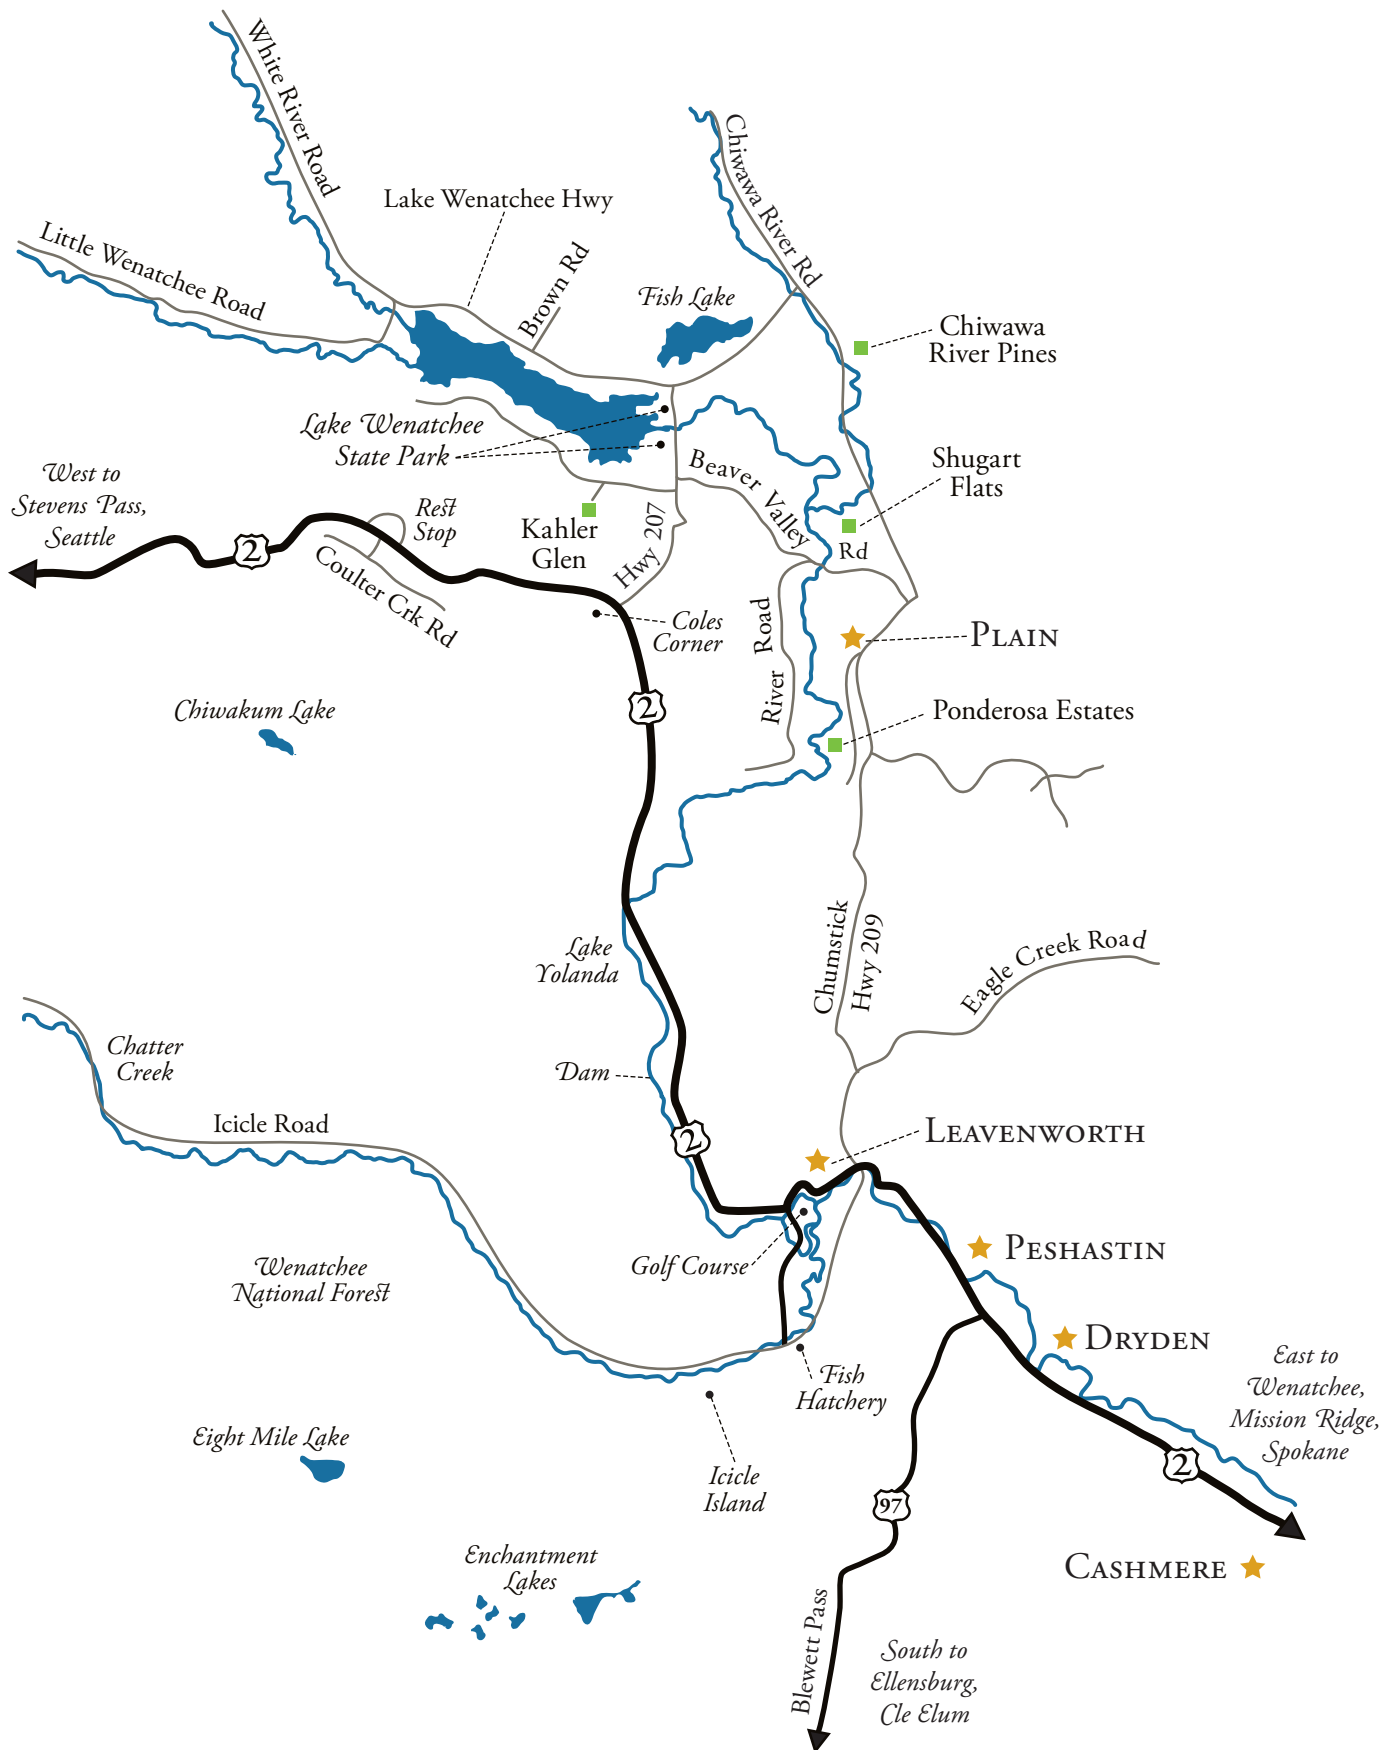 White River Road
Chiwawa River Rd
Lake Wenatchee Hwy
Little Wenatchee Road
Brown Rd
Fish Lake
Chiwawa
River Pines
Lake Wenatchee
State Park
Beaver Valley
Rd
Shugart
Flats
West to
Stevens Pass,
Seattle
Rest
Stop
Kahler
Glen
Hwy 207
2
Coulter Crk Rd
Coles
Corner
River Road
PLAIN
Chiwakum Lake
2
Ponderosa Estates
Chumstick
Hwy 209
Eagle Creek Road
Lake
Yolanda
Chatter
Creek
Dam
Icicle Road
2
LEAVENWORTH
Wenatchee
National Forest
Golf Course
PESHASTIN
DRYDEN
East to
Wenatchee,
Mission Ridge,
Spokane
Fish
Hatchery
Eight Mile Lake
Icicle
Island
2
97
Enchantment
Lakes
CASHMERE
Blewett Pass
South to
Ellensburg,
Cle Elum